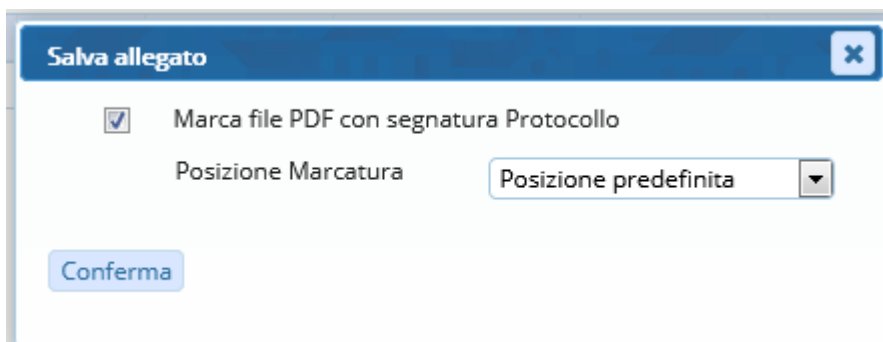 Salva allegato
Marca file PDF con segnatura Protocollo
Posizione Marcatura
Posizione predefinita
Conferma